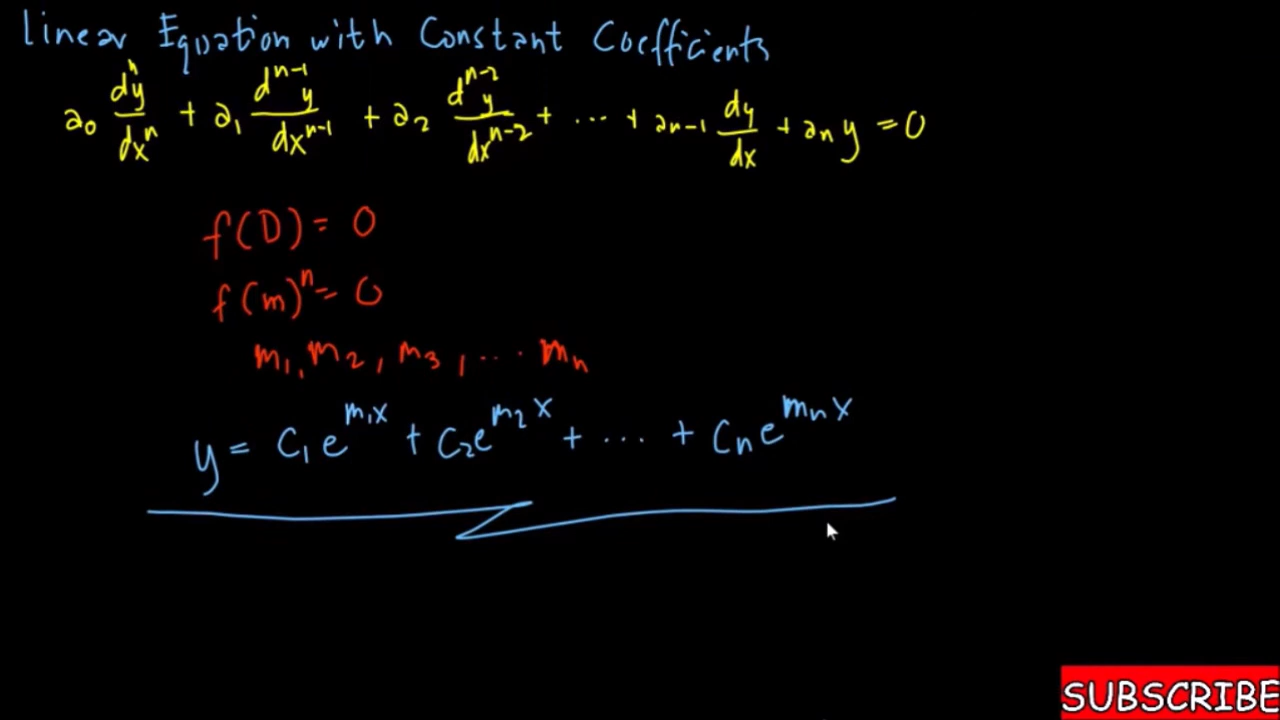 Linear Equation with Constant Coefficients
a₀ dⁿy/dxⁿ + a₁ dⁿ⁻¹y/dxⁿ⁻¹ + a₂ dⁿ⁻²y/dxⁿ⁻² + ... + aₙ₋₁ dy/dx + aₙ y = 0
f(D) = 0
f(m)ⁿ = 0
m₁, m₂, m₃, ... mₙ
y = C₁e^{m₁x} + C₂e^{m₂x} + ... + Cₙe^{mₙx}
SUBSCRIBE